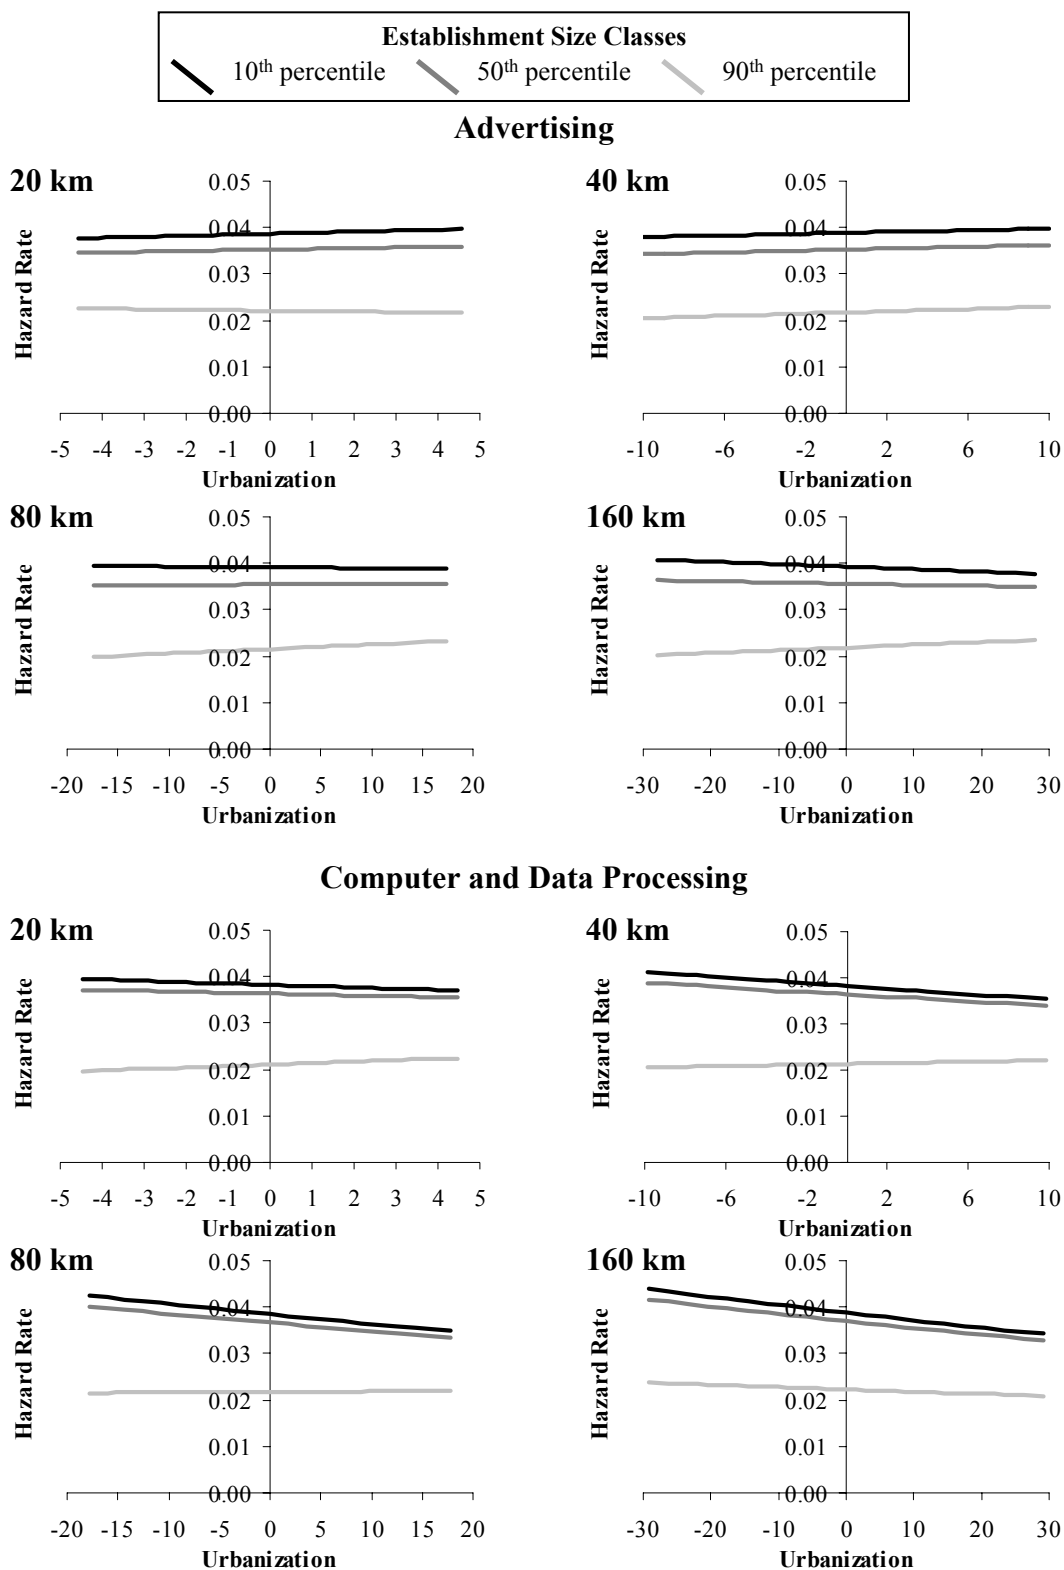 Establishment Size Classes
10th percentile 50th percentile 90th percentile
Advertising
20 km
0.05
0.04
0.03
0.02
0.01
0.00
Hazard Rate
-5 -4 -3 -2 -1 0 1 2 3 4 5
Urbanization
40 km
0.05
0.04
0.03
0.02
0.01
0.00
Hazard Rate
-10 -6 -2 2 6 10
Urbanization
80 km
0.05
0.04
0.03
0.02
0.01
0.00
Hazard Rate
-20 -15 -10 -5 0 5 10 15 20
Urbanization
160 km
0.05
0.04
0.03
0.02
0.01
0.00
Hazard Rate
-30 -20 -10 0 10 20 30
Urbanization
Computer and Data Processing
20 km
0.05
0.04
0.03
0.02
0.01
0.00
Hazard Rate
-5 -4 -3 -2 -1 0 1 2 3 4 5
Urbanization
40 km
0.05
0.04
0.03
0.02
0.01
0.00
Hazard Rate
-10 -6 -2 2 6 10
Urbanization
80 km
0.05
0.04
0.03
0.02
0.01
0.00
Hazard Rate
-20 -15 -10 -5 0 5 10 15 20
Urbanization
160 km
0.05
0.04
0.03
0.02
0.01
0.00
Hazard Rate
-30 -20 -10 0 10 20 30
Urbanization